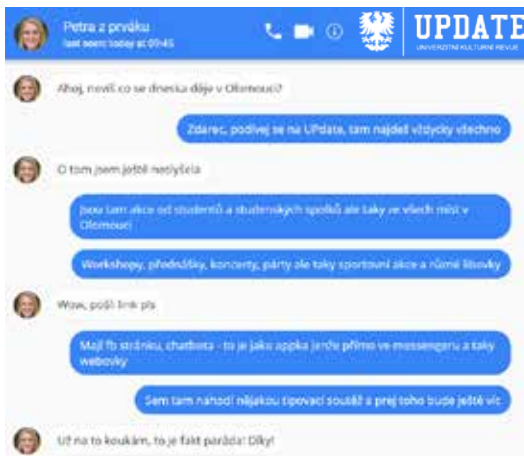 Petra z prváku
last seen today at 09:45
UPDATE
UNIVERZITNÍ KULTURNÍ REVUE
Ahoj, nevíš co se dneska děje v Olomouci?
Zdarec, podívej se na UPdate, tam najdeš vždycky všechno
O tom jsem ještě neslyšela
Jsou tam akce od studentů a studenských spolků ale taky ze všech míst v
Olomouci
Workshopy, přednášky, koncerty, párty ale taky sportovní akce a různé libovky
Wow, pošli link pls
Mají fb stránku, chatbota - to je jako appka přímo ve messengeru a taky
webovky
Sem tam nahodí nějakou tipovací soutěž a prej toho bude ještě víc
Už na to koukám, to je fakt paráda! Díky!